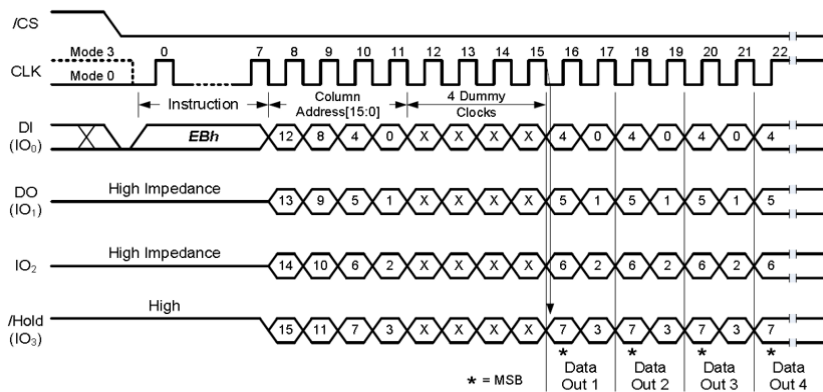 /CS
Mode 3 0 7 8 9 10 11 12 13 14 15 16 17 18 19 20 21 22
CLK Mode 0
Instruction Column Address[15:0] 4 Dummy Clocks
DI (IO0) EBh 12 8 4 0 X X X X 4 0 4 0 4 0 4
DO (IO1) High Impedance 13 9 5 1 X X X X 5 1 5 1 5 1 5
IO2 High Impedance 14 10 6 2 X X X X 6 2 6 2 6 2 6
/Hold (IO3) High 15 11 7 3 X X X X 7 3 7 3 7 3 7
* * * *
* = MSB Data Out 1 Data Out 2 Data Out 3 Data Out 4